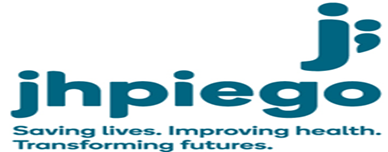 j;
jhpiego
Saving lives. Improving health.
Transforming futures.